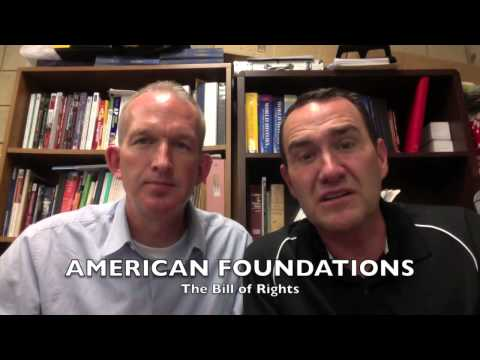 AMERICAN FOUNDATIONS
The Bill of Rights